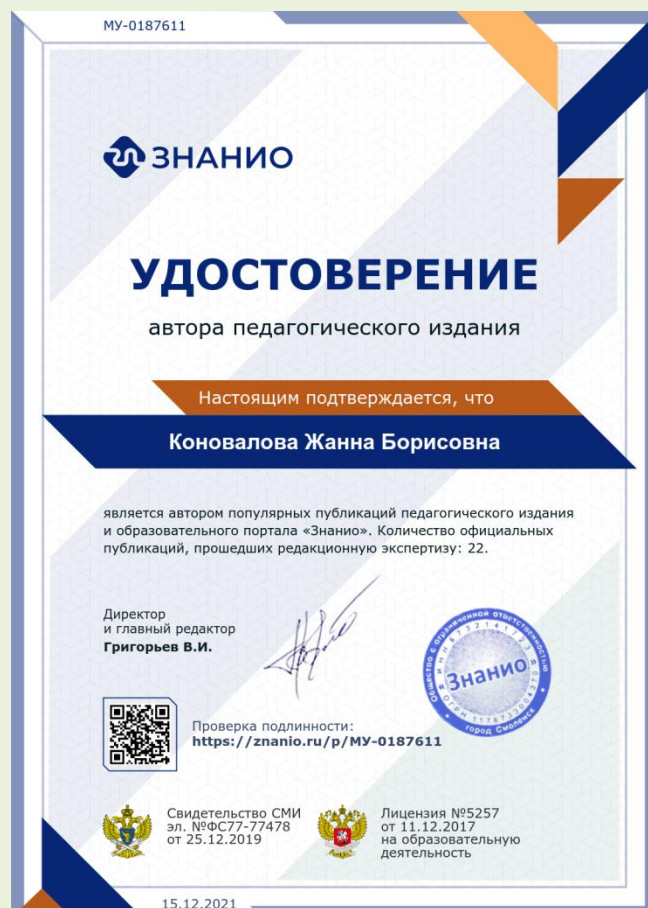 МУ-0187611
ЗНАНИО
УДОСТОВЕРЕНИЕ
автора педагогического издания
Настоящим подтверждается, что
Коновалова Жанна Борисовна
является автором популярных публикаций педагогического издания
и образовательного портала «Знанио». Количество официальных
публикаций, прошедших редакционную экспертизу: 22.
Директор
и главный редактор
Григорьев В.И.
Общество с ограниченной ответственностью
Знанио
город Смоленск
Проверка подлинности:
https://znanio.ru/p/МУ-0187611
Свидетельство СМИ
эл. №ФС77-77478
от 25.12.2019
Лицензия №5257
от 11.12.2017
на образовательную
деятельность
15.12.2021